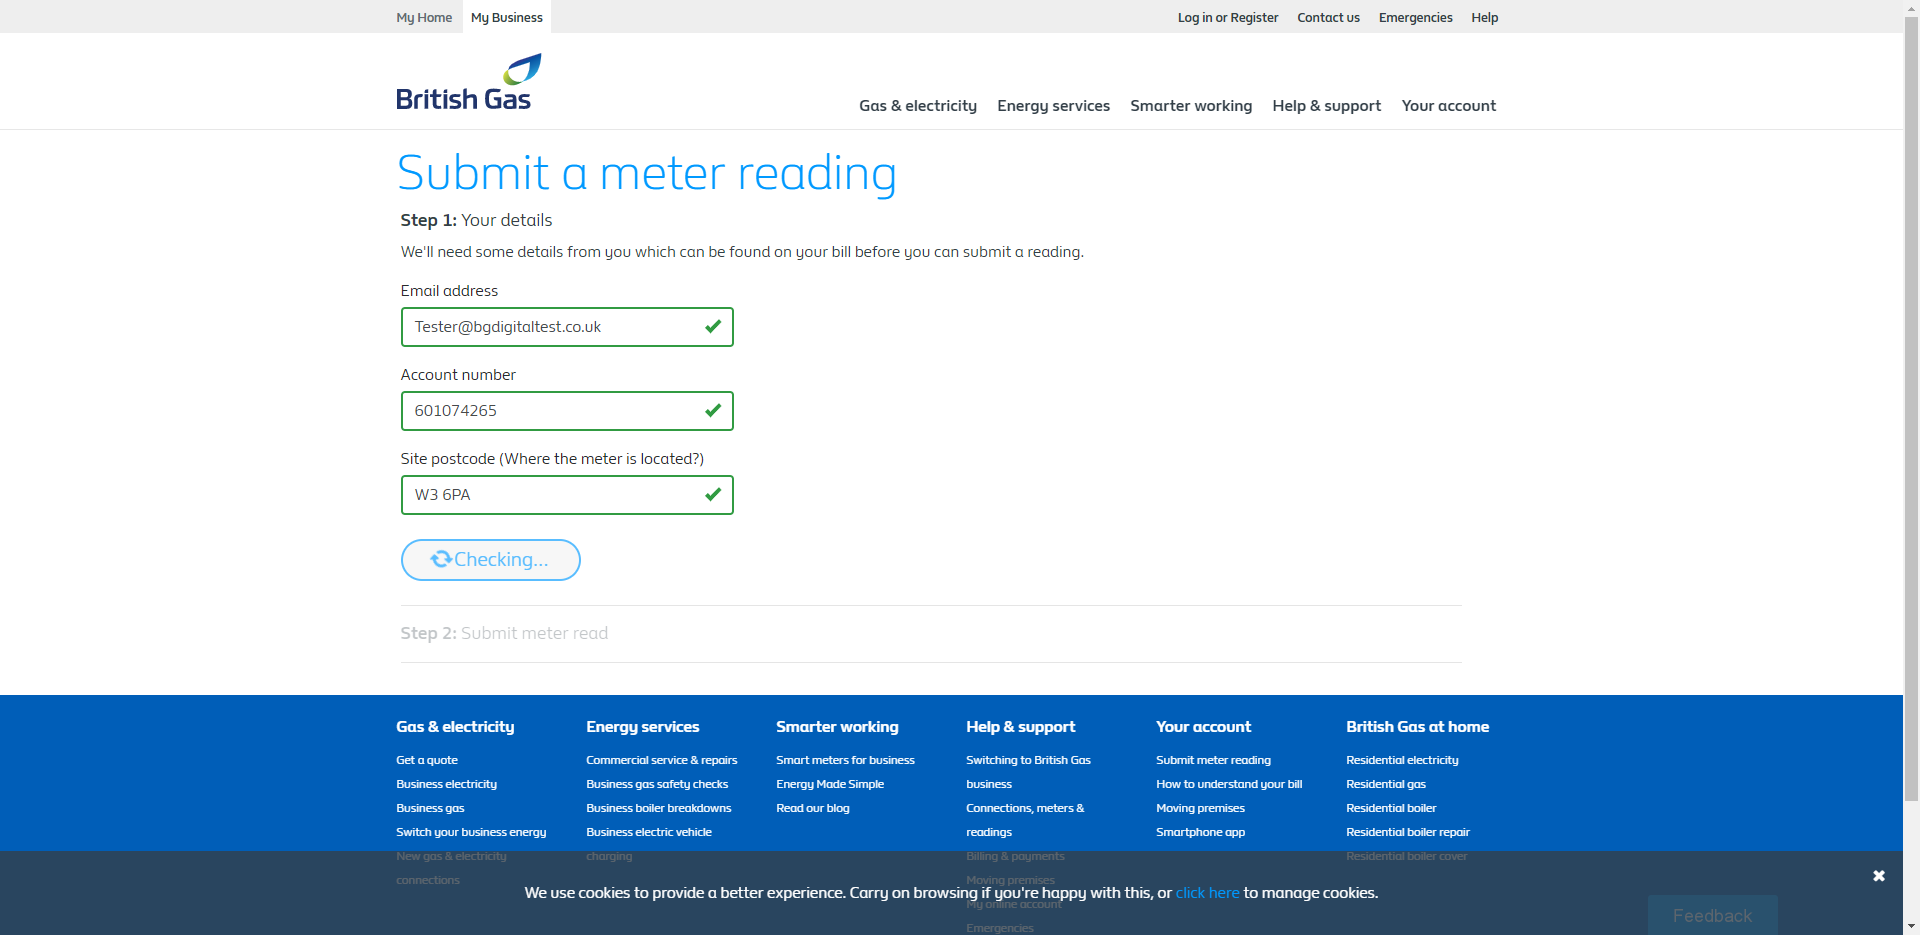 My Home
My Business
Log in or Register
Contact us
Emergencies
Help
British Gas
Gas & electricity
Energy services
Smarter working
Help & support
Your account
Submit a meter reading
Step 1: Your details
We'll need some details from you which can be found on your bill before you can submit a reading.
Email address
Tester@bgdigitaltest.co.uk
Account number
601074265
Site postcode (Where the meter is located?)
W3 6PA
Checking...
Step 2: Submit meter read
Gas & electricity
Get a quote
Business electricity
Business gas
Switch your business energy
New gas & electricity
connections
Energy services
Commercial service & repairs
Business gas safety checks
Business boiler breakdowns
Business electric vehicle
charging
Smarter working
Smart meters for business
Energy Made Simple
Read our blog
Help & support
Switching to British Gas
business
Connections, meters &
readings
Billing & payments
Moving premises
My online account
Emergencies
Your account
Submit meter reading
How to understand your bill
Moving premises
Smartphone app
British Gas at home
Residential electricity
Residential gas
Residential boiler
Residential boiler repair
Residential boiler cover
We use cookies to provide a better experience. Carry on browsing if you're happy with this, or click here to manage cookies.
Feedback